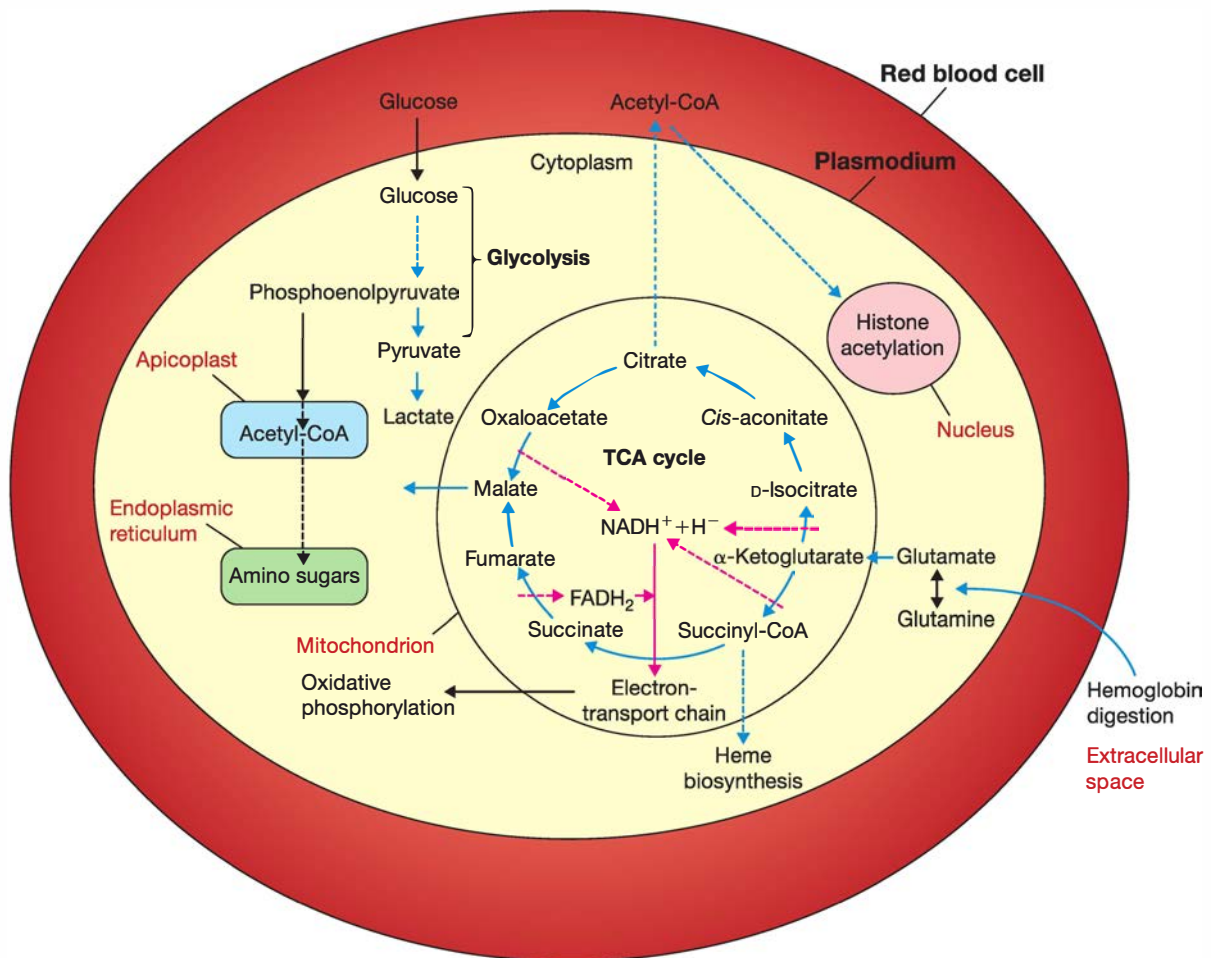 Red blood cell
Glucose
Acetyl-CoA
Plasmodium
Cytoplasm
Glucose
Glycolysis
Phosphoenolpyruvate
Pyruvate
Histone
acetylation
Apicoplast
Citrate
Lactate
Oxaloacetate
Cis-aconitate
Nucleus
Acetyl-CoA
TCA cycle
Malate
D-Isocitrate
Endoplasmic
reticulum
NADH⁺+H⁻
Fumarate
α-Ketoglutarate
Glutamate
Amino sugars
FADH₂
Glutamine
Succinate
Succinyl-CoA
Mitochondrion
Oxidative
phosphorylation
Electron-
transport chain
Hemoglobin
digestion
Heme
biosynthesis
Extracellular
space